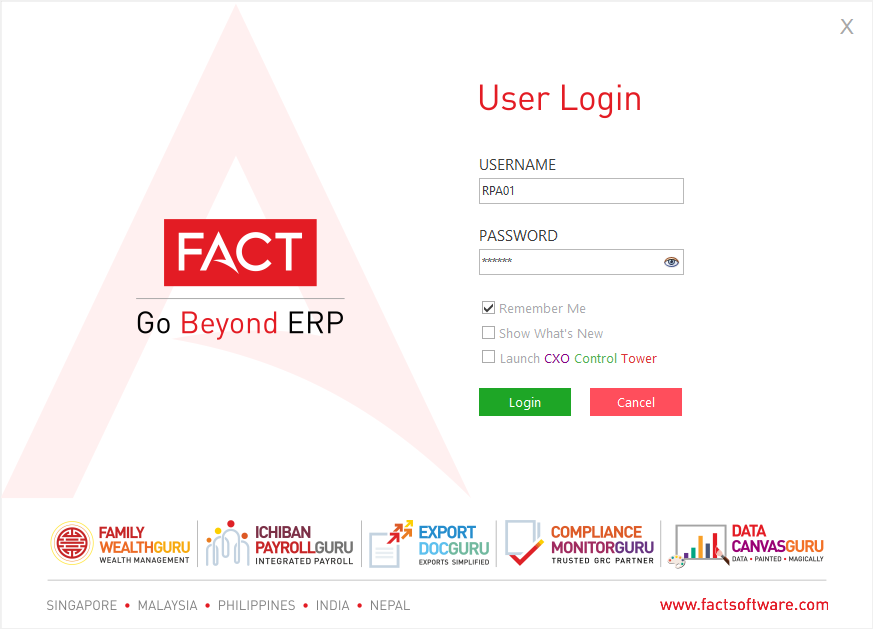 X
User Login
USERNAME
RPA01
PASSWORD
******
Remember Me
Show What's New
Launch CXO Control Tower
Login
Cancel
FACT
Go Beyond ERP
FAMILY
WEALTHGURU
WEALTH MANAGEMENT
ICHIBAN
PAYROLLGURU
INTEGRATED PAYROLL
EXPORT
DOCGURU
EXPORTS SIMPLIFIED
COMPLIANCE
MONITORGURU
TRUSTED GRC PARTNER
DATA
CANVASGURU
DATA • PAINTED • MAGICALLY
SINGAPORE • MALAYSIA • PHILIPPINES • INDIA • NEPAL
www.factsoftware.com